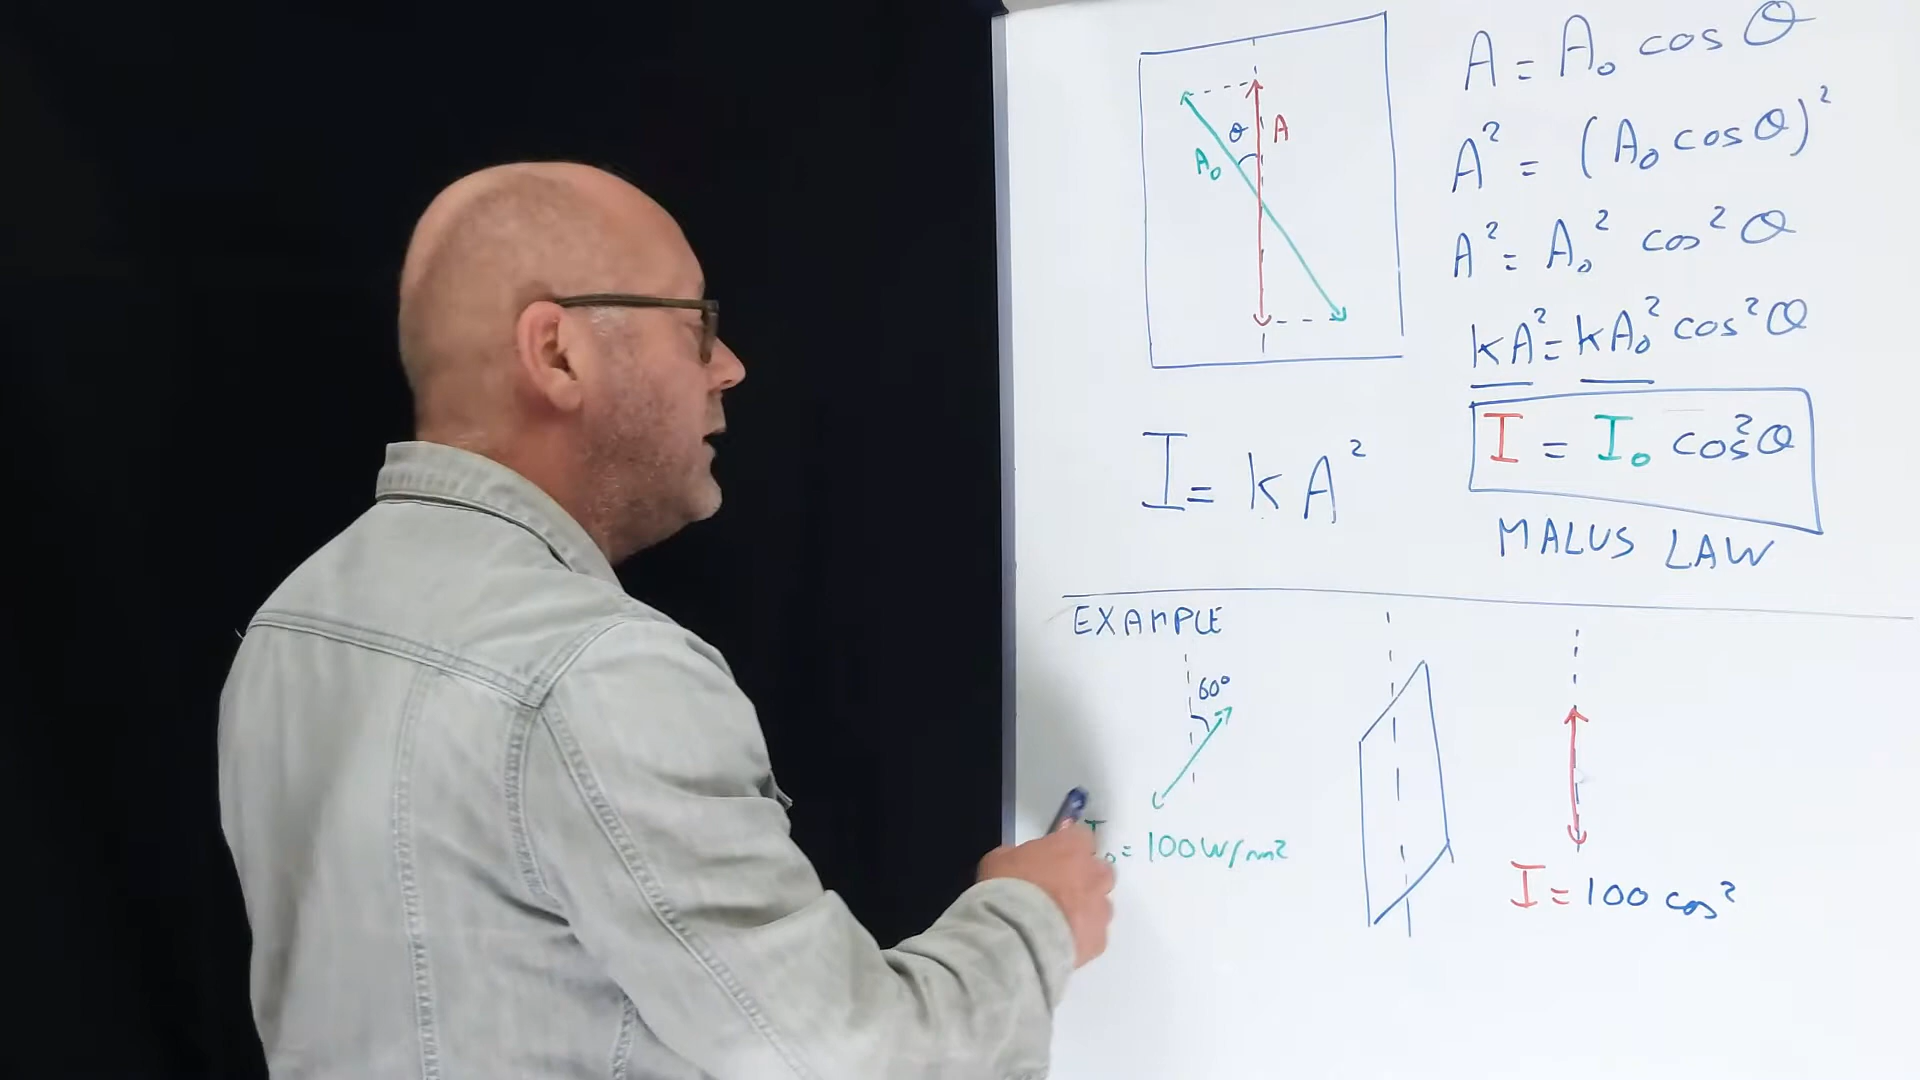 θ
A
A₀
I = kA²
A = A₀ cos θ
A² = (A₀ cos θ)²
A² = A₀² cos² θ
kA² = kA₀² cos² θ
I = I₀ cos² θ
MALUS LAW
EXAMPLE
60°
I₀ = 100 W/m2
I = 100 cos²